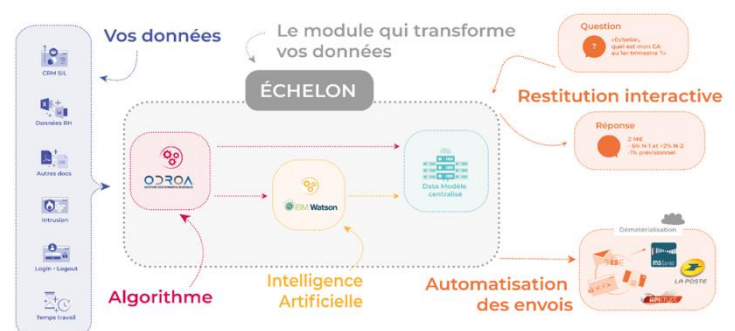 Vos données
CRM SIL
Données RH
Autres docs
Intrusion
Login - Logout
Temps travail
Le module qui transforme
vos données
ÉCHELON
ODROA
IBM Watson
Data Modèle
centralisé
Algorithme
Intelligence
Artificielle
Question
?
«Échelon,
quel est mon CA
au 1er trimestre ?»
Restitution interactive
Réponse
2 M€
- 5% N-1 et +2% N-2
-1% prévisionnel
Automatisation
des envois
Dématérialisation
LA POSTE